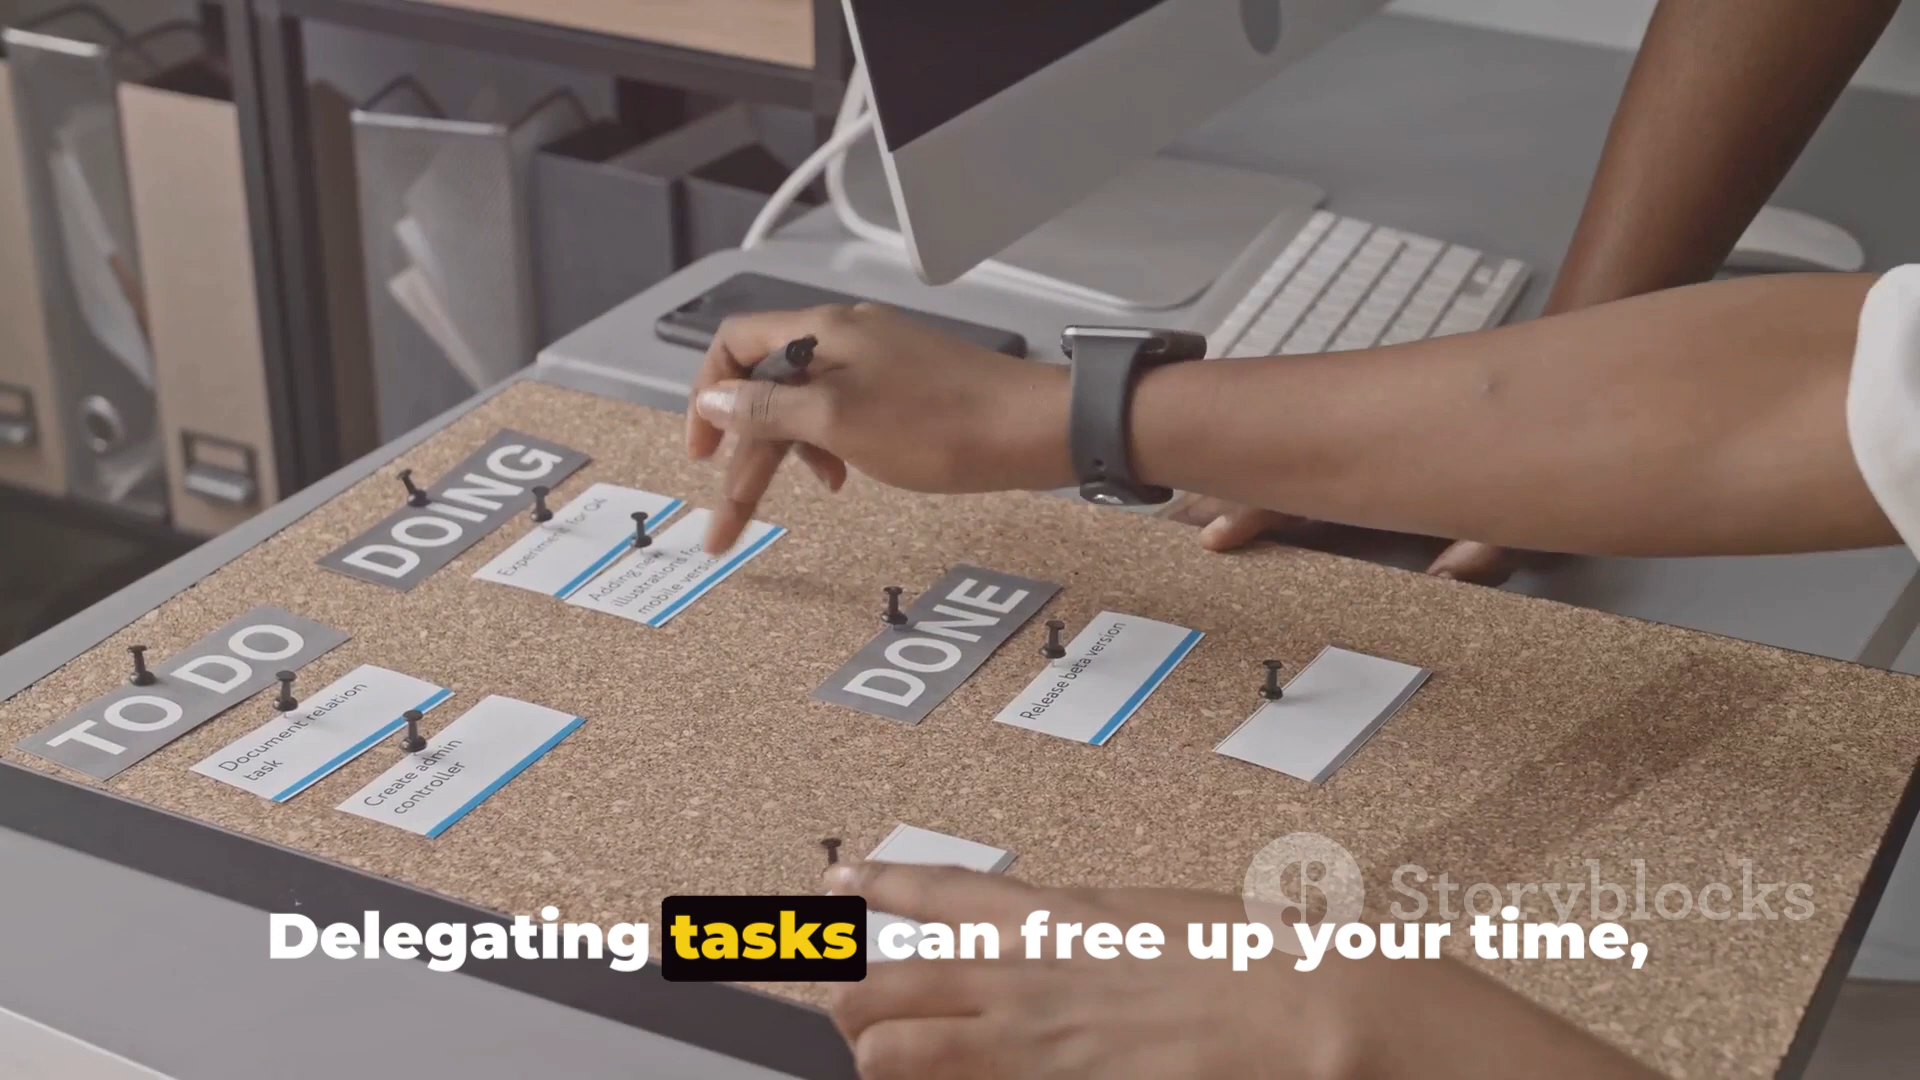 DOING
Experiment for Q4
Adding new
illustrations for
mobile version
TO DO
Document relation
task
Create admin
controller
DONE
Release beta version
Storyblocks
Delegating tasks can free up your time,